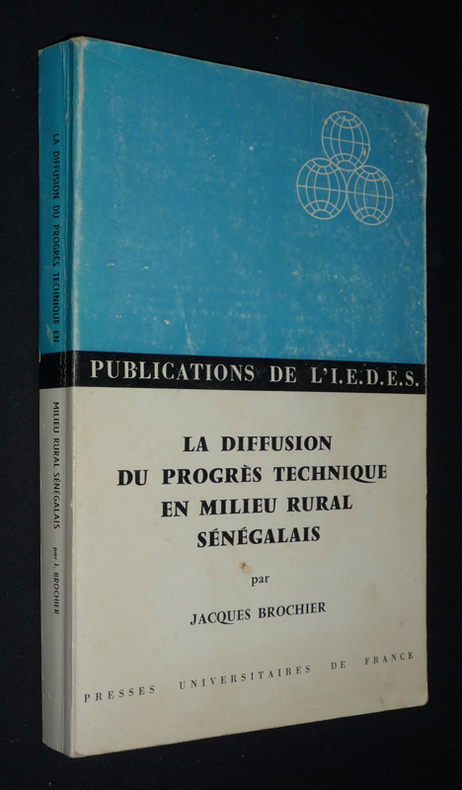 LA DIFFUSION DU PROGRÈS TECHNIQUE EN MILIEU RURAL SÉNÉGALAIS par J. BROCHIER
PUBLICATIONS DE L'I.E.D.E.S.
LA DIFFUSION
DU PROGRÈS TECHNIQUE
EN MILIEU RURAL
SÉNÉGALAIS
par
JACQUES BROCHIER
PRESSES UNIVERSITAIRES DE FRANCE